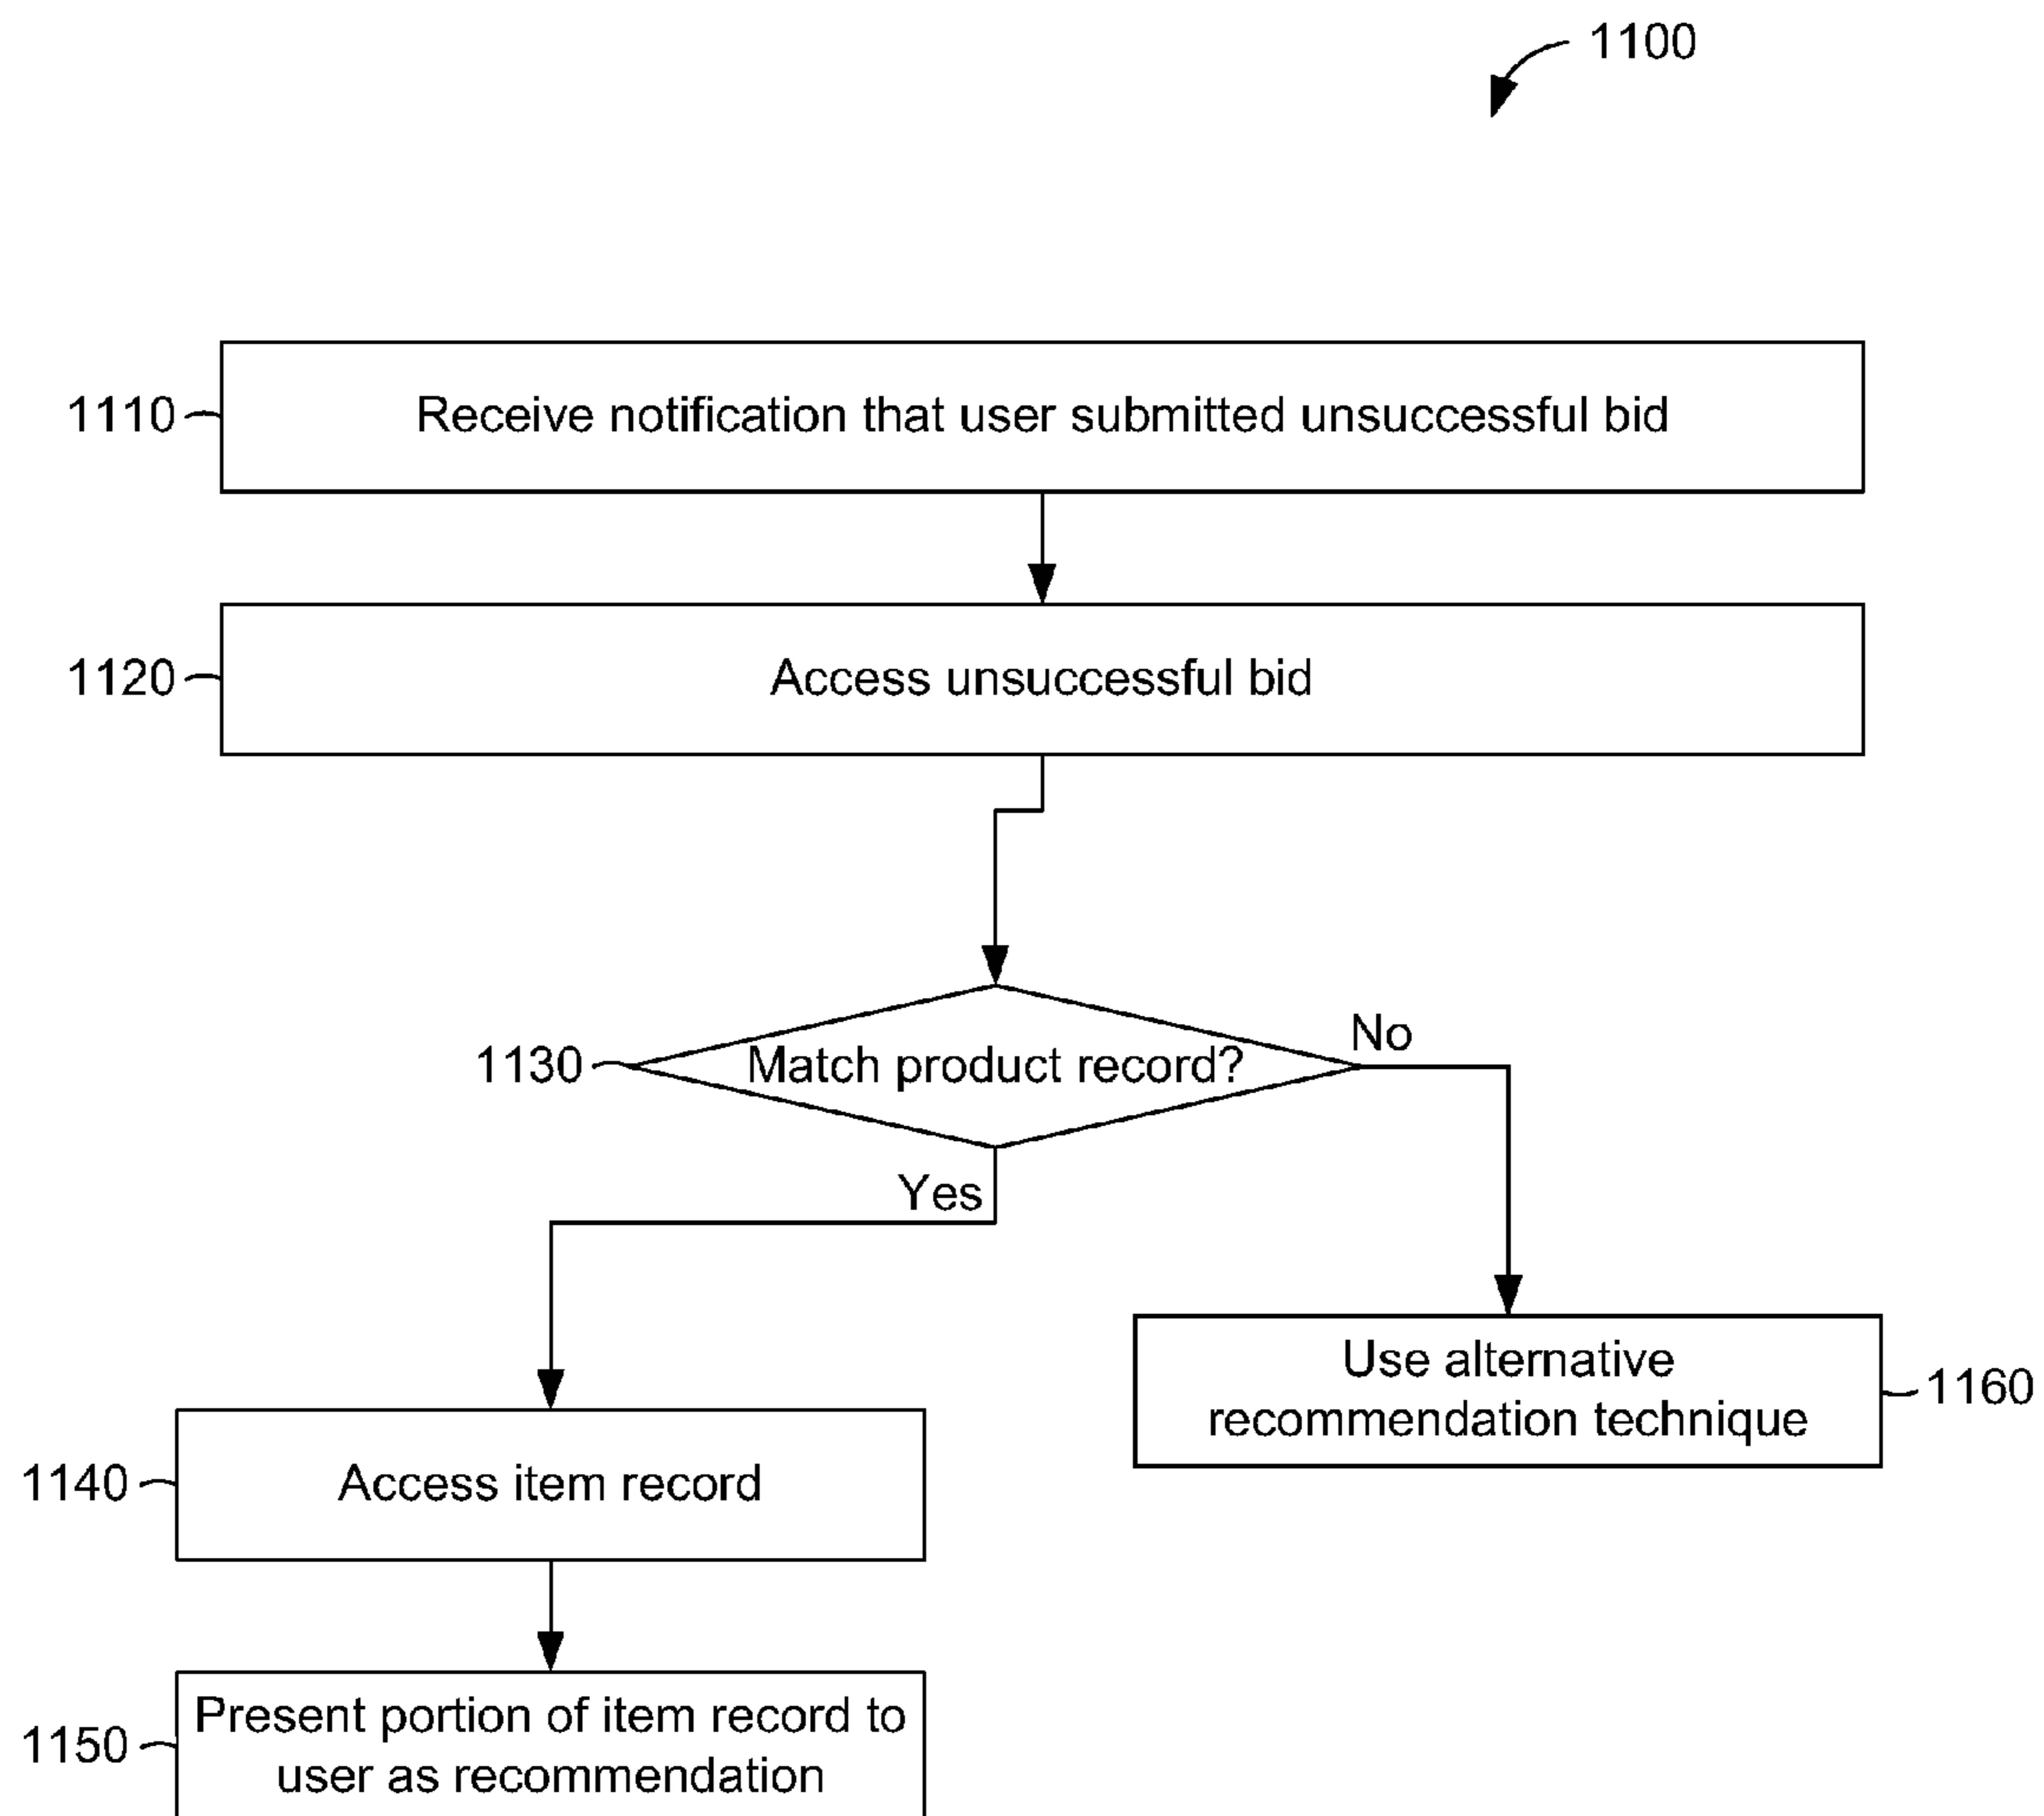 1100
1110
Receive notification that user submitted unsuccessful bid
1120
Access unsuccessful bid
1130
Match product record?
No
Yes
Use alternative
recommendation technique
1160
1140
Access item record
1150
Present portion of item record to
user as recommendation